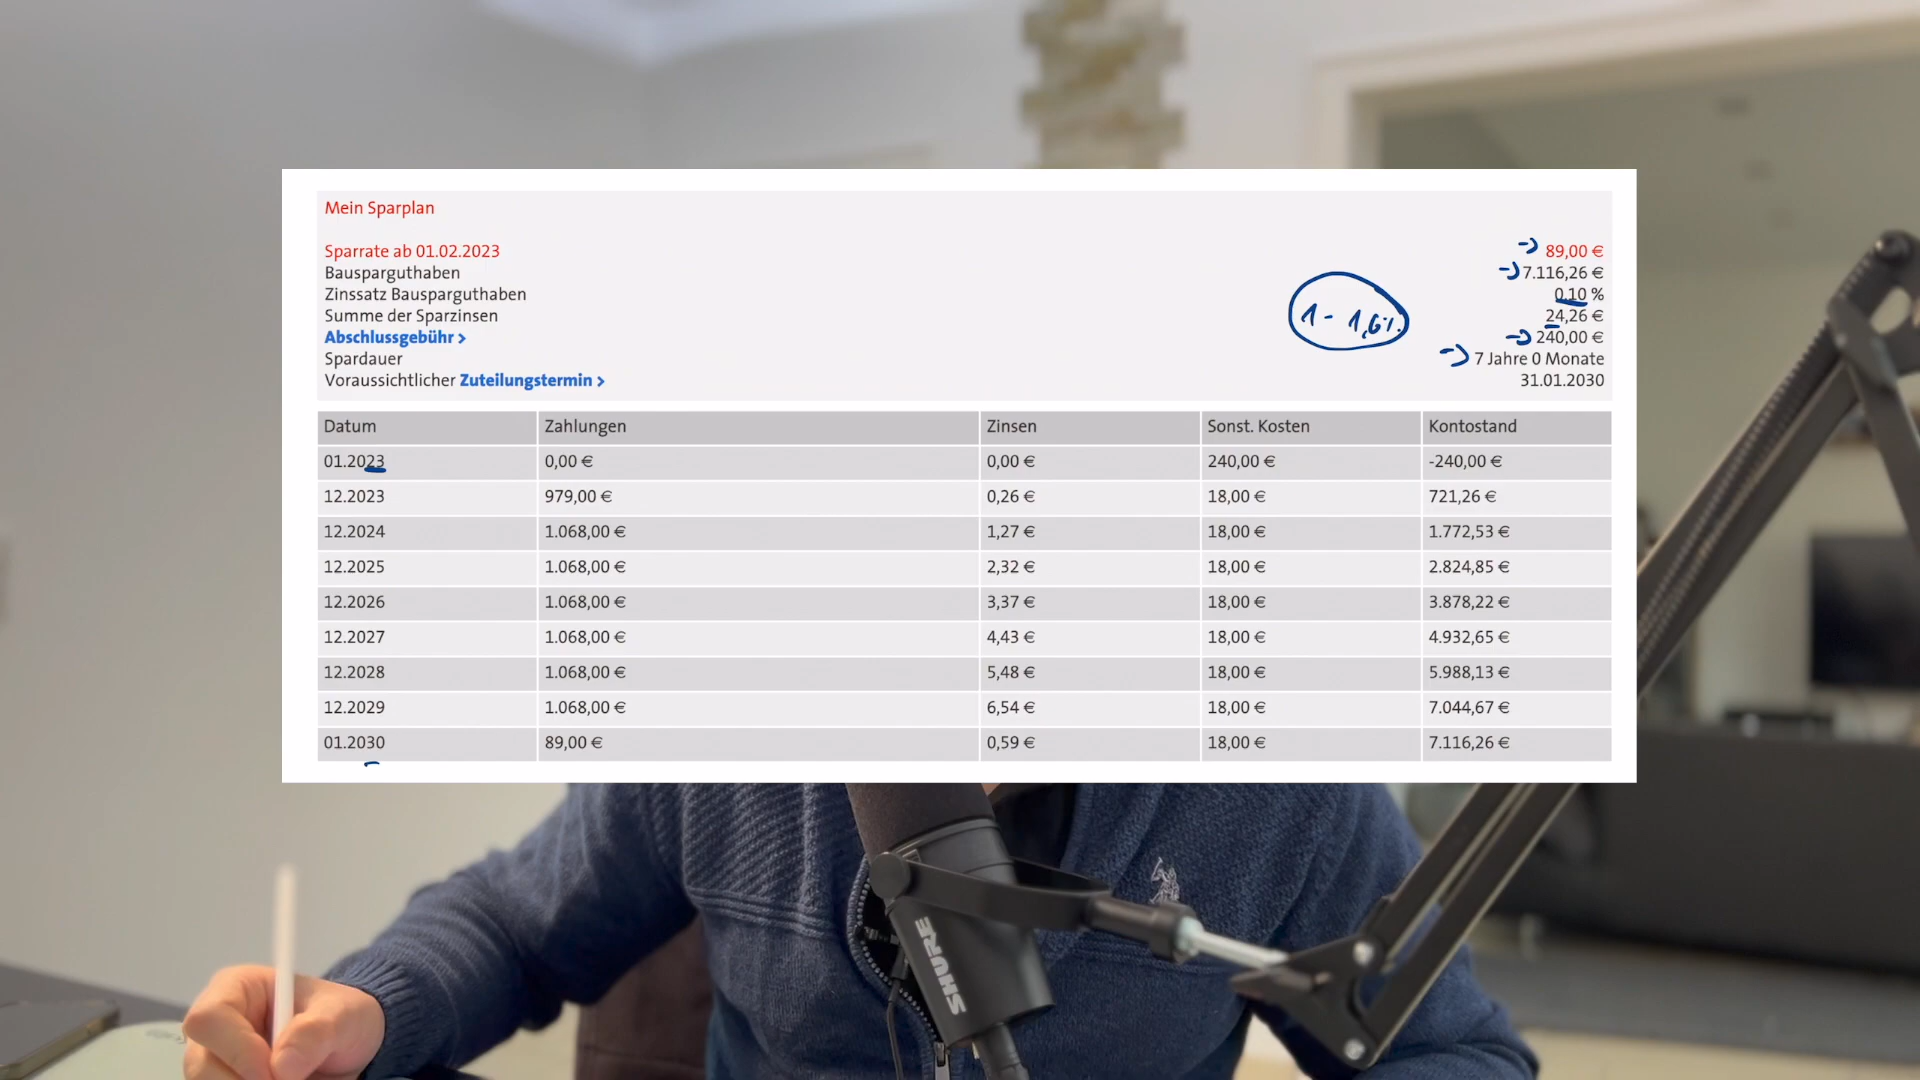 Mein Sparplan
Sparrate ab 01.02.2023 -> 89,00 €
Bausparguthaben -> 7.116,26 €
Zinssatz Bausparguthaben 0,10 %
Summe der Sparzinsen 1 - 1,6%. 24,26 €
Abschlussgebühr > -> 240,00 €
Spardauer -> 7 Jahre 0 Monate
Voraussichtlicher Zuteilungstermin > 31.01.2030
Datum Zahlungen Zinsen Sonst. Kosten Kontostand
01.2023 0,00 € 0,00 € 240,00 € -240,00 €
12.2023 979,00 € 0,26 € 18,00 € 721,26 €
12.2024 1.068,00 € 1,27 € 18,00 € 1.772,53 €
12.2025 1.068,00 € 2,32 € 18,00 € 2.824,85 €
12.2026 1.068,00 € 3,37 € 18,00 € 3.878,22 €
12.2027 1.068,00 € 4,43 € 18,00 € 4.932,65 €
12.2028 1.068,00 € 5,48 € 18,00 € 5.988,13 €
12.2029 1.068,00 € 6,54 € 18,00 € 7.044,67 €
01.2030 89,00 € 0,59 € 18,00 € 7.116,26 €
SHURE